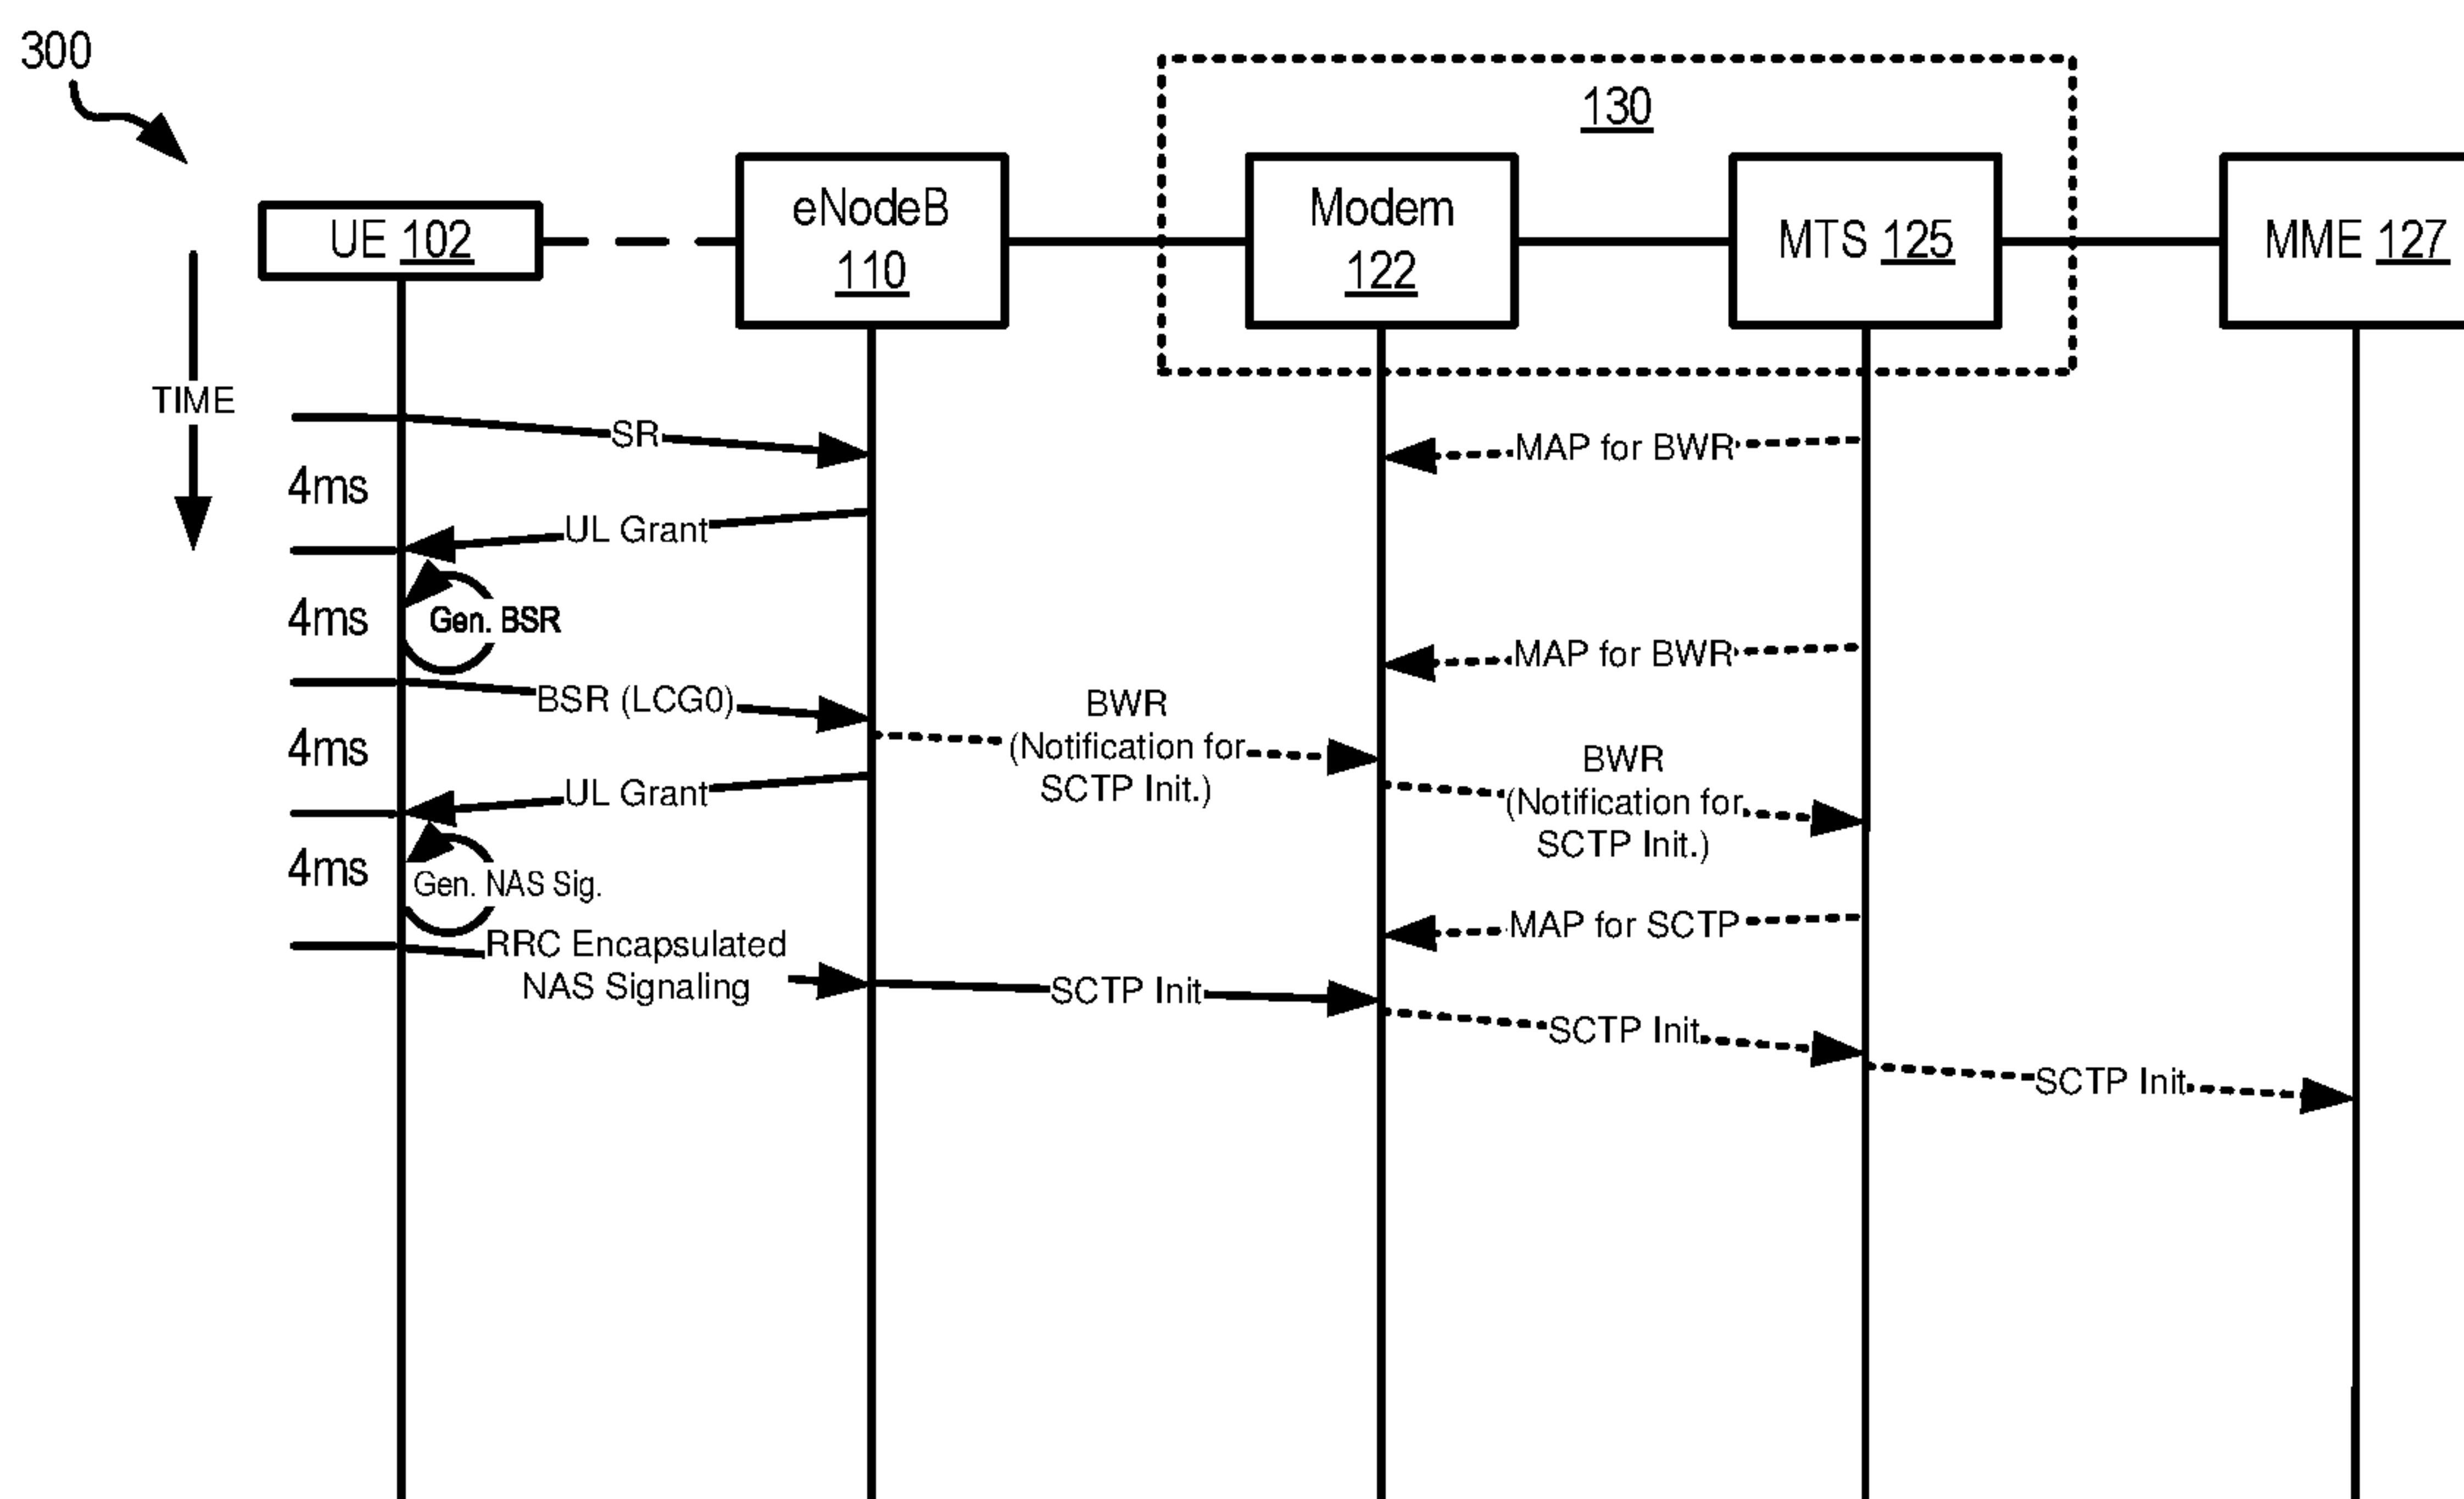 300
130
UE 102
eNodeB
110
Modem
122
MTS 125
MME 127
TIME
SR
MAP for BWR
4ms
UL Grant
4ms
Gen. BSR
MAP for BWR
BSR (LCG0)
BWR
(Notification for
SCTP Init.)
4ms
BWR
(Notification for
SCTP Init.)
UL Grant
4ms
Gen. NAS Sig.
MAP for SCTP
RRC Encapsulated
NAS Signaling
SCTP Init
SCTP Init
SCTP Init